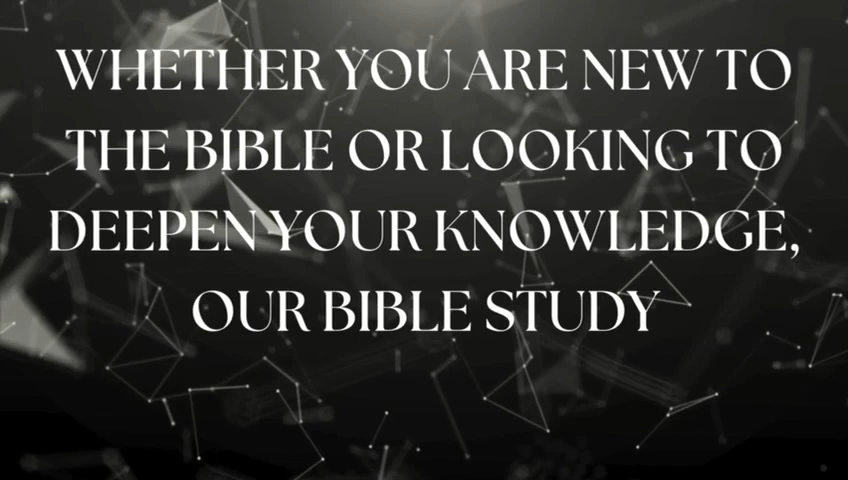 WHETHER YOU ARE NEW TO
THE BIBLE OR LOOKING TO
DEEPEN YOUR KNOWLEDGE,
OUR BIBLE STUDY